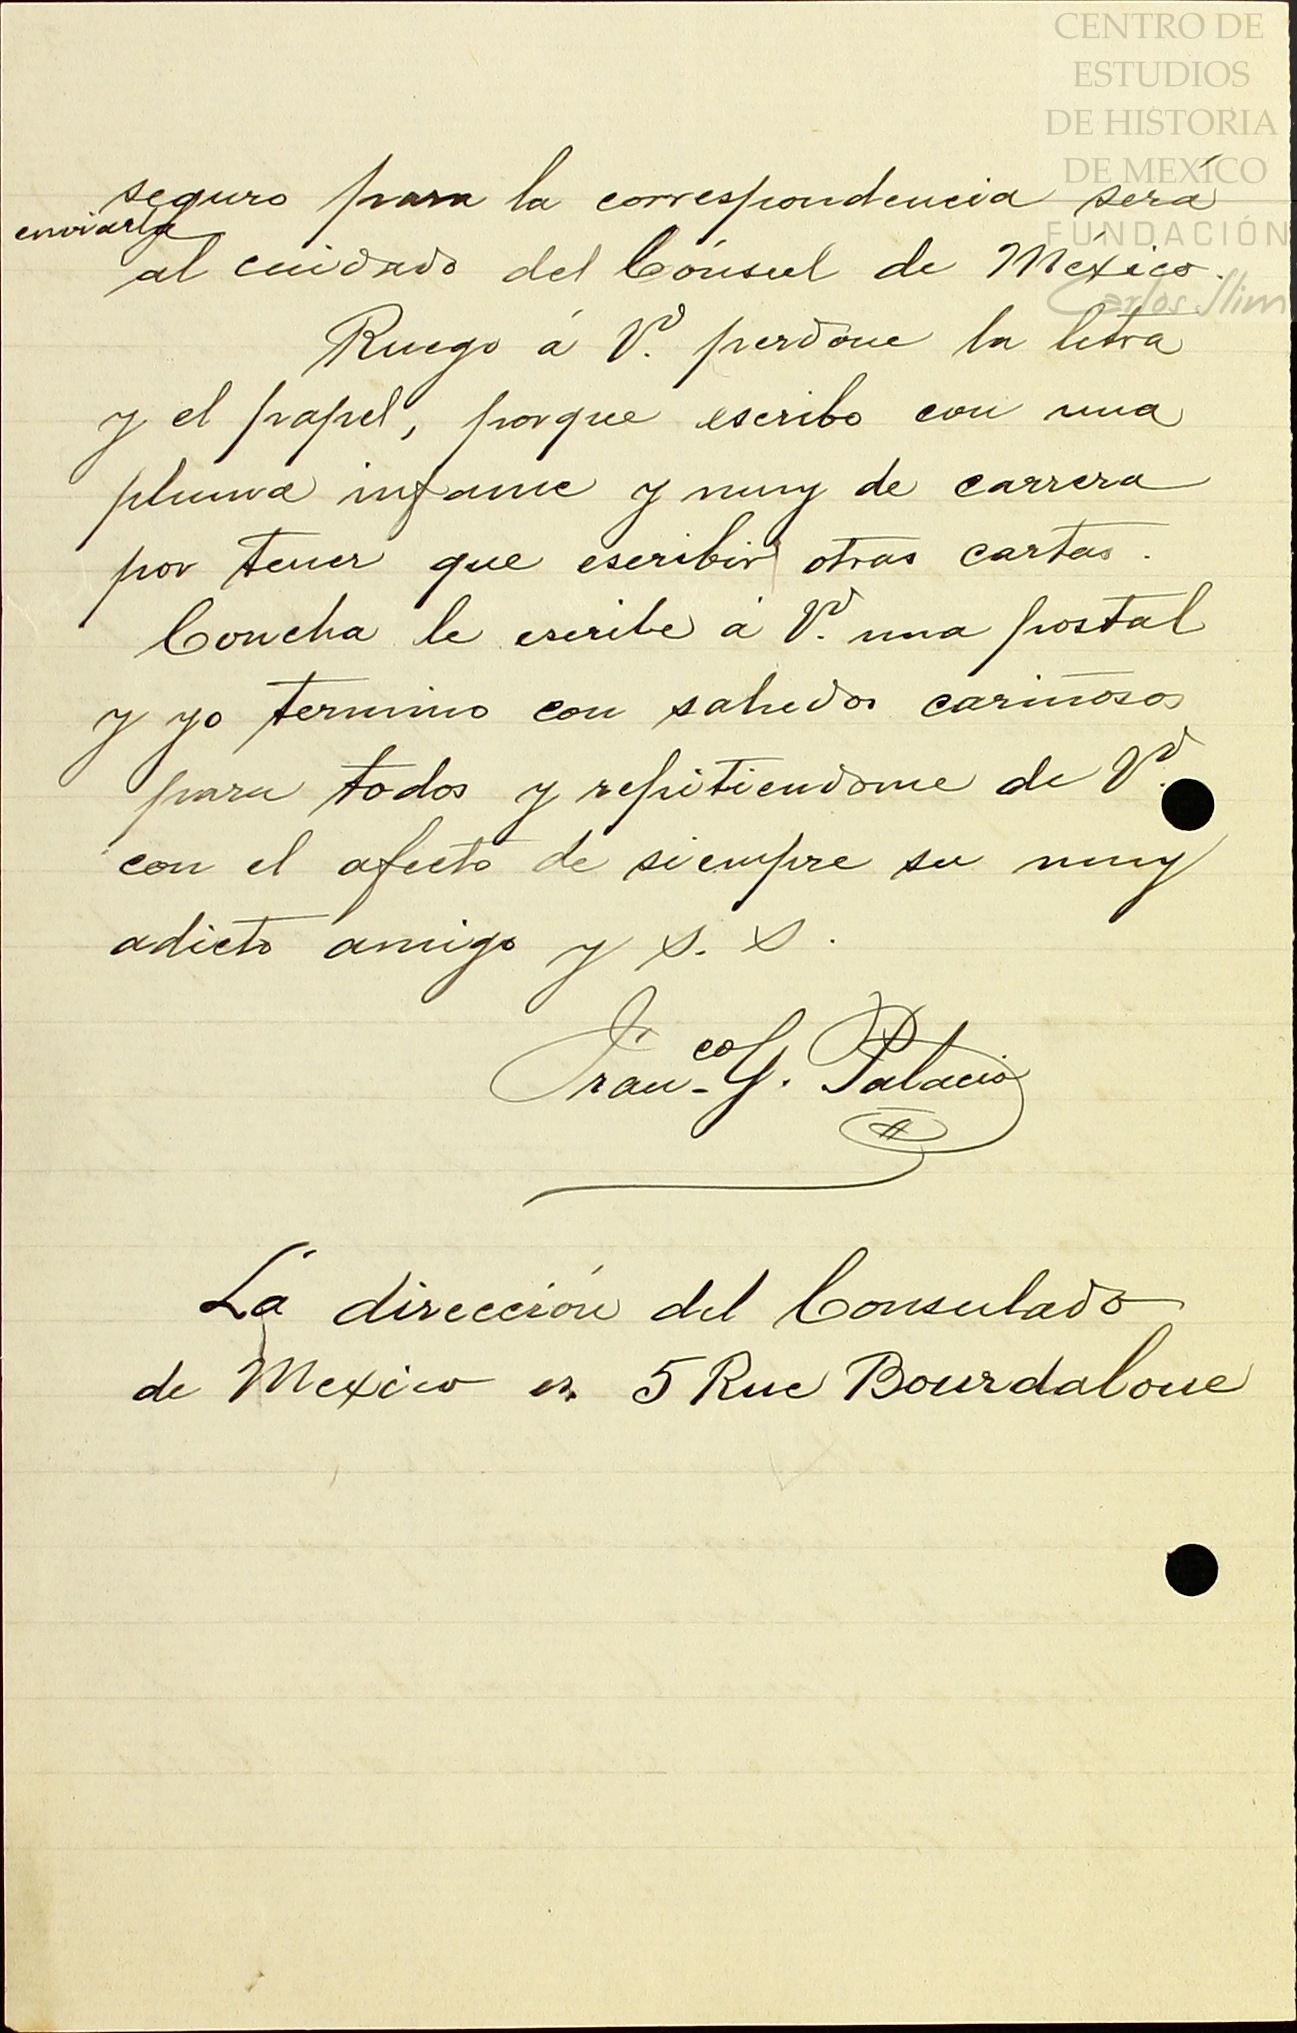 CENTRO DE
ESTUDIOS
DE HISTORIA
DE MEXÍCO
FUNDACIÓN
Carlos Slim
seguro para la correspondencia será
enviarla
al cuidado del Cónsul de México.
Ruego á Vd. perdone la letra
y el papel, porque escribo con una
pluma infame y muy de carrera
por tener que escribir otras cartas.
Concha le escribe á Vd. una postal
y yo termino con saludos cariñosos
para todos y repitiendome de Vd.
con el afecto de siempre su muy
adicto amigo y S. S.
Franco. G. Palacio
La dirección del Consulado
de Mexico es 5 Rue Bourdaloue